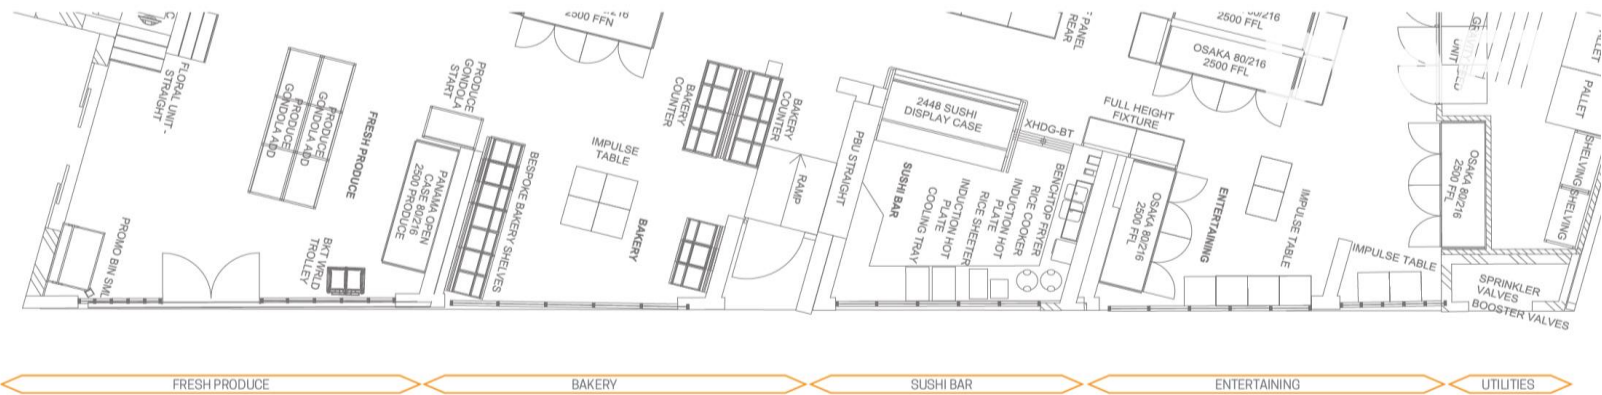 2500 FFN
PANEL
REAR
2500 FFL
OSAKA 80/216
2500 FFL
PALLET
FLORAL UNIT -
STRAIGHT
PRODUCE
GONDOLA ADD
PRODUCE
GONDOLA ADD
FRESH PRODUCE
PRODUCE
GONDOLA
START
PANAMA OPEN
CASE 80/216
2500 PRODUCE
BKT WRLD
TROLLEY
PROMO BIN SML
BESPOKE BAKERY SHELVES
IMPULSE
TABLE
BAKERY
BAKERY
COUNTER
BAKERY
COUNTER
RAMP
PBU STRAIGHT
2448 SUSHI
DISPLAY CASE
XHDG-BT
SUSHI BAR
COOLING TRAY
INDUCTION HOT
PLATE
RICE SHEETER
INDUCTION HOT
PLATE
RICE COOKER
BENCHTOP FRYER
FULL HEIGHT
FIXTURE
OSAKA 80/216
2500 FFL
ENTERTAINING
IMPULSE TABLE
IMPULSE TABLE
OSAKA 80/216
2500 FFL
SHELVING
SHELVING
SPRINKLER
VALVES
BOOSTER VALVES
FRESH PRODUCE
BAKERY
SUSHI BAR
ENTERTAINING
UTILITIES